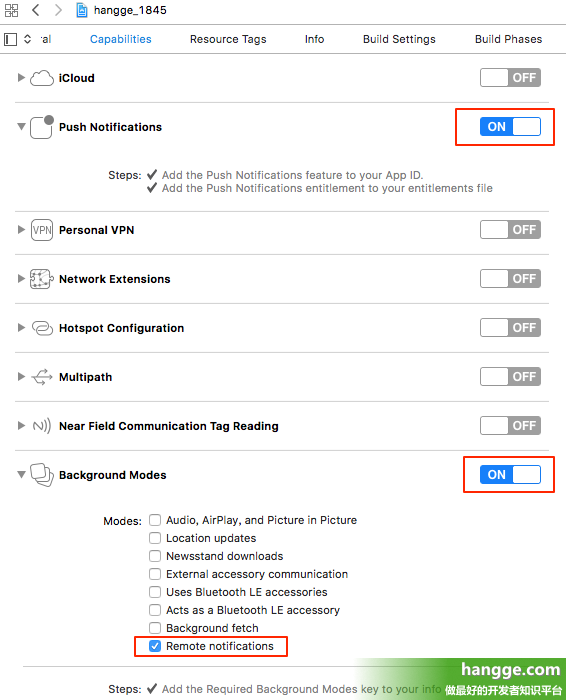 hangge_1845
ral Capabilities Resource Tags Info Build Settings Build Phases
iCloud OFF
Push Notifications ON
Steps: Add the Push Notifications feature to your App ID.
Add the Push Notifications entitlement to your entitlements file
VPN Personal VPN OFF
Network Extensions OFF
Hotspot Configuration OFF
Multipath OFF
Near Field Communication Tag Reading OFF
Background Modes ON
Modes: Audio, AirPlay, and Picture in Picture
Location updates
Newsstand downloads
External accessory communication
Uses Bluetooth LE accessories
Acts as a Bluetooth LE accessory
Background fetch
Remote notifications
hangge.com
Steps: Add the Required Background Modes key to your info
做最好的开发者知识平台